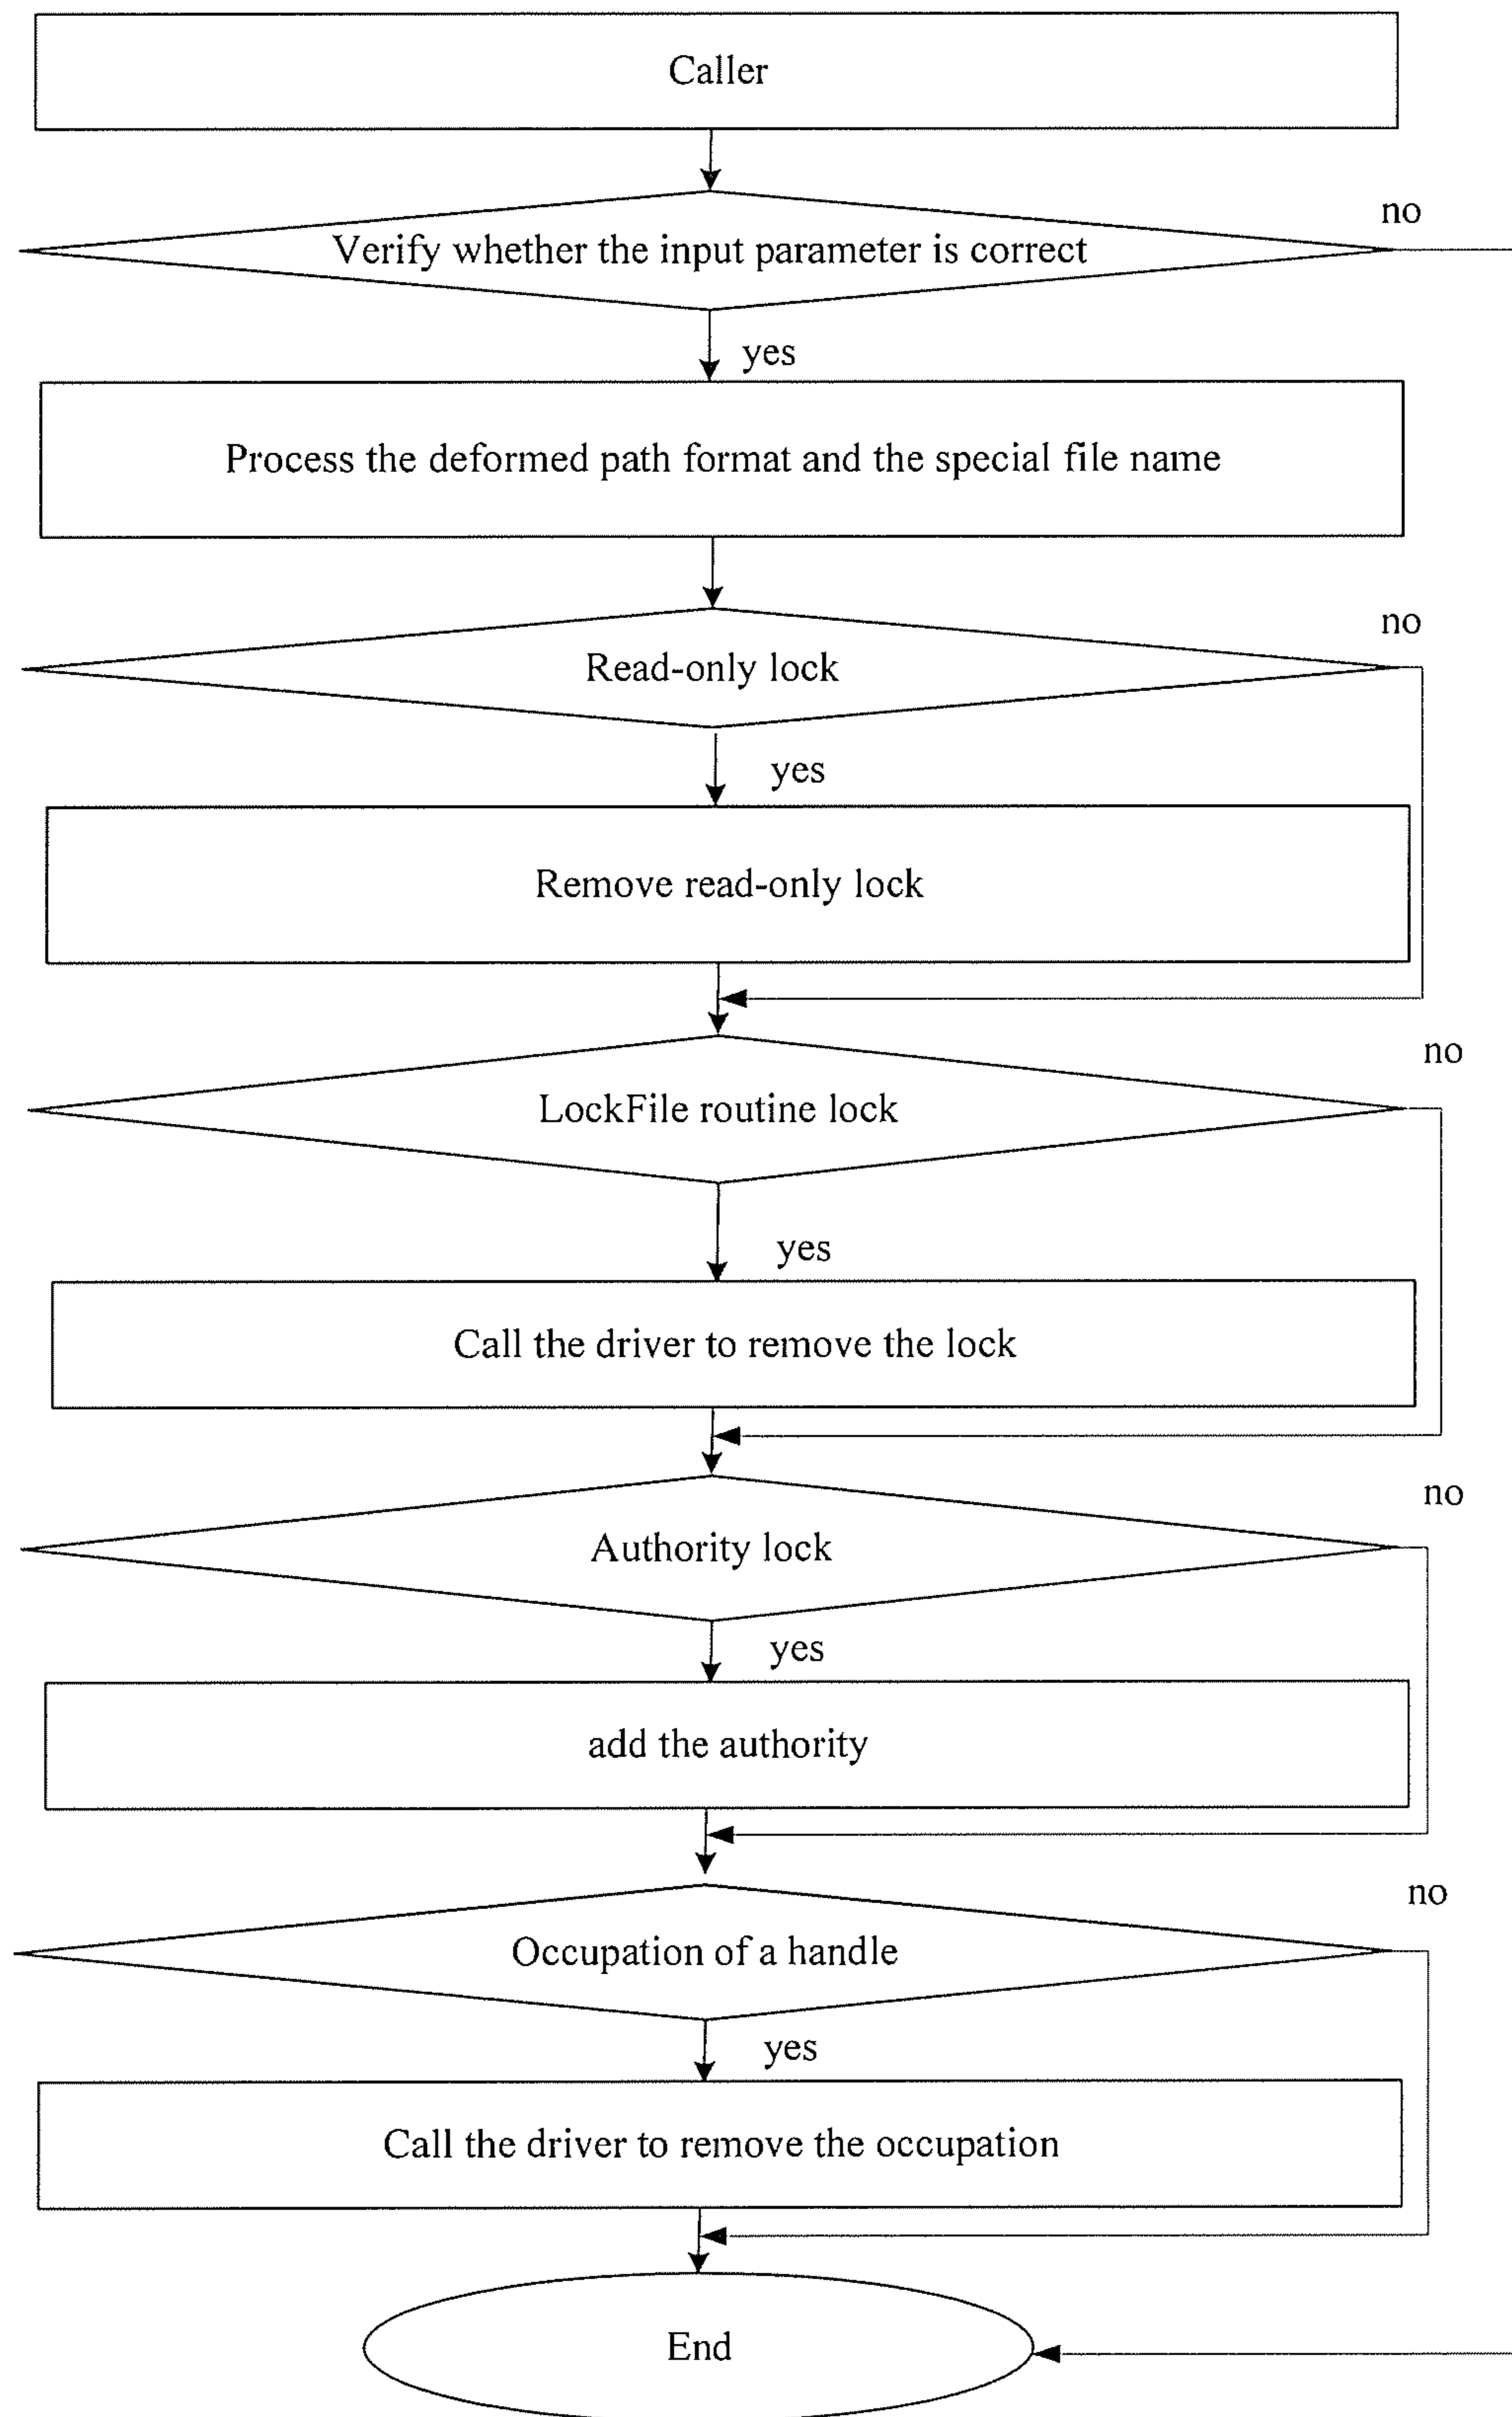 Caller
no
Verify whether the input parameter is correct
yes
Process the deformed path format and the special file name
no
Read-only lock
yes
Remove read-only lock
no
LockFile routine lock
yes
Call the driver to remove the lock
no
Authority lock
yes
add the authority
no
Occupation of a handle
yes
Call the driver to remove the occupation
End